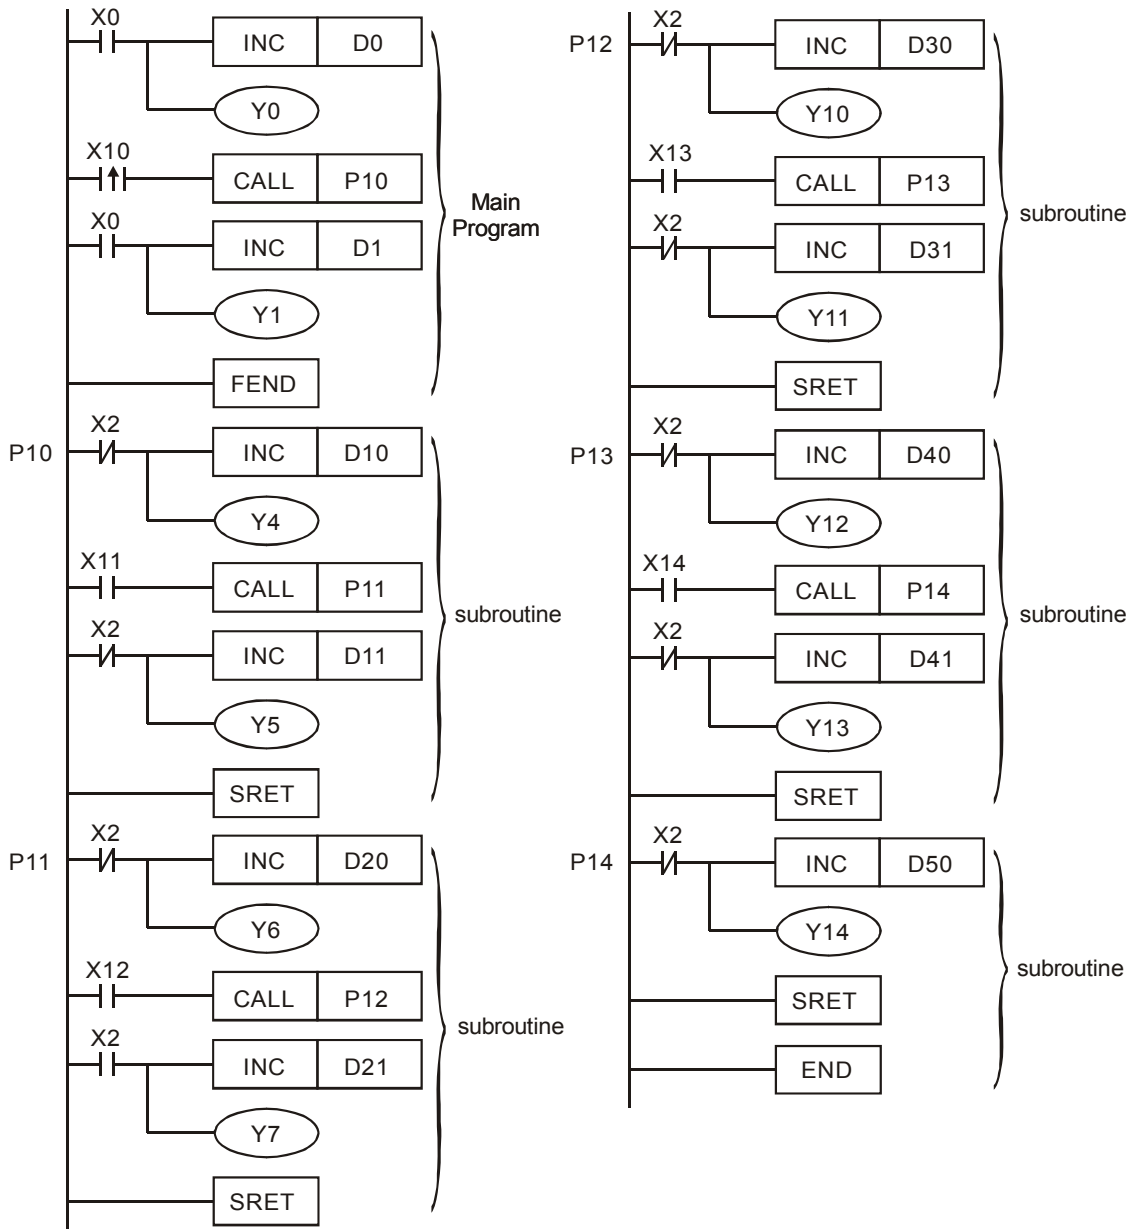 X0
INC D0
Y0
X10
CALL P10
X0
INC D1
Y1
FEND
Main
Program
X2
P10 INC D10
Y4
X11
CALL P11
X2
INC D11
Y5
SRET
subroutine
X2
P11 INC D20
Y6
X12
CALL P12
X2
INC D21
Y7
SRET
subroutine
X2
P12 INC D30
Y10
X13
CALL P13
X2
INC D31
Y11
SRET
subroutine
X2
P13 INC D40
Y12
X14
CALL P14
X2
INC D41
Y13
SRET
subroutine
X2
P14 INC D50
Y14
SRET
END
subroutine